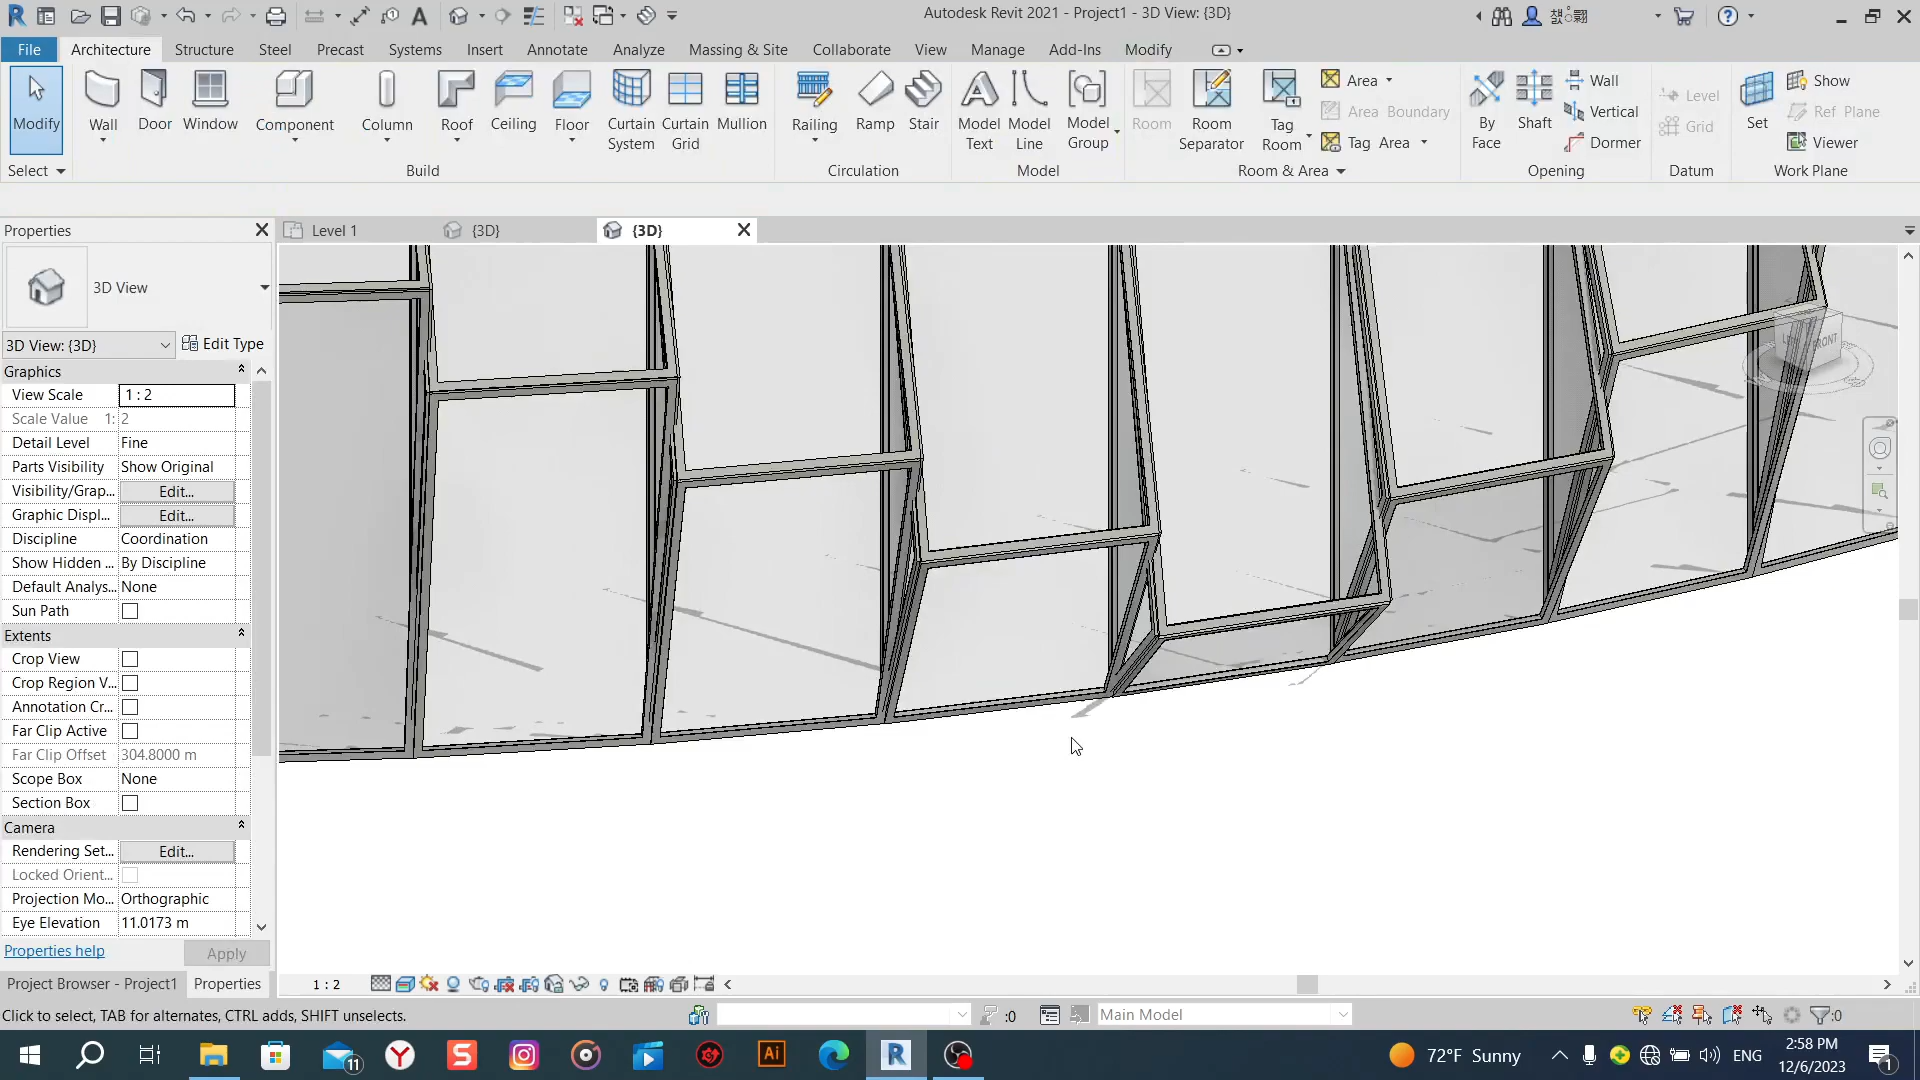 Autodesk Revit 2021 - Project1 - 3D View: {3D}
File Architecture Structure Steel Precast Systems Insert Annotate Analyze Massing & Site Collaborate View Manage Add-Ins Modify
Modify
Wall
Door
Window
Component
Column
Roof
Ceiling
Floor
Curtain System
Curtain Grid
Mullion
Railing
Ramp
Stair
Model Text
Model Line
Model Group
Room
Room Separator
Tag Room
Area
Area Boundary
Tag Area
By Face
Shaft
Wall
Vertical
Dormer
Level
Grid
Set
Show
Ref Plane
Viewer
Select Build Circulation Model Room & Area Opening Datum Work Plane
Properties
Level 1 {3D} {3D}
3D View
3D View: {3D} Edit Type
Graphics
View Scale 1 : 2
Scale Value 1: 2
Detail Level Fine
Parts Visibility Show Original
Visibility/Grap... Edit...
Graphic Displ... Edit...
Discipline Coordination
Show Hidden ... By Discipline
Default Analys... None
Sun Path
Extents
Crop View
Crop Region V...
Annotation Cr...
Far Clip Active
Far Clip Offset 304.8000 m
Scope Box None
Section Box
Camera
Rendering Set... Edit...
Locked Orient...
Projection Mo... Orthographic
Eye Elevation 11.0173 m
Properties help Apply
Project Browser - Project1 Properties
FRONT
1 : 2
Click to select, TAB for alternates, CTRL adds, SHIFT unselects.
:0
Main Model
:0
11
Ai
R
72°F Sunny
ENG
2:58 PM
12/6/2023
1